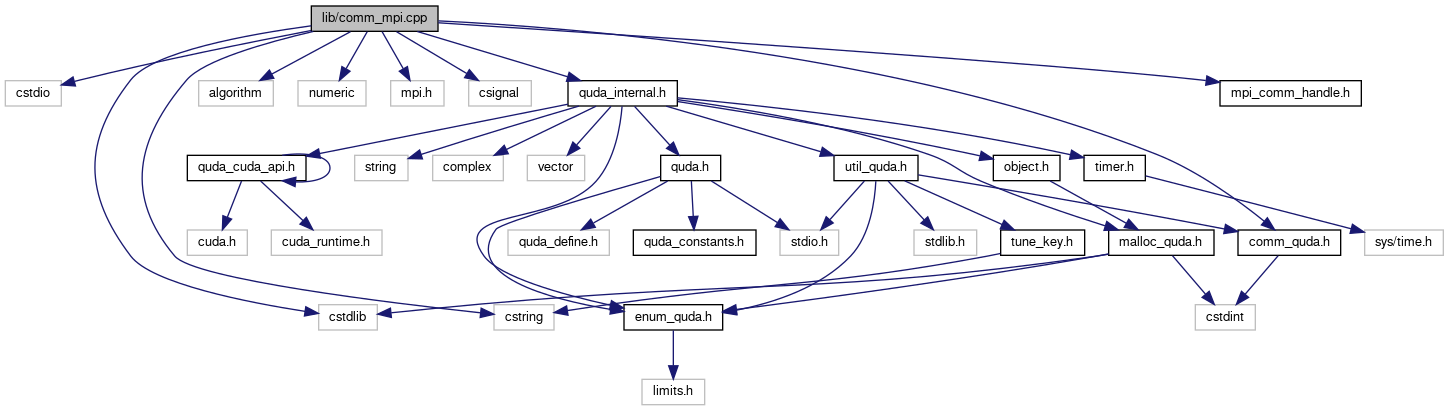 lib/comm_mpi.cpp
cstdio
algorithm
numeric
mpi.h
csignal
quda_internal.h
mpi_comm_handle.h
quda_cuda_api.h
string
complex
vector
quda.h
util_quda.h
object.h
timer.h
cuda.h
cuda_runtime.h
quda_define.h
quda_constants.h
stdio.h
stdlib.h
tune_key.h
malloc_quda.h
comm_quda.h
sys/time.h
cstdlib
cstring
enum_quda.h
cstdint
limits.h